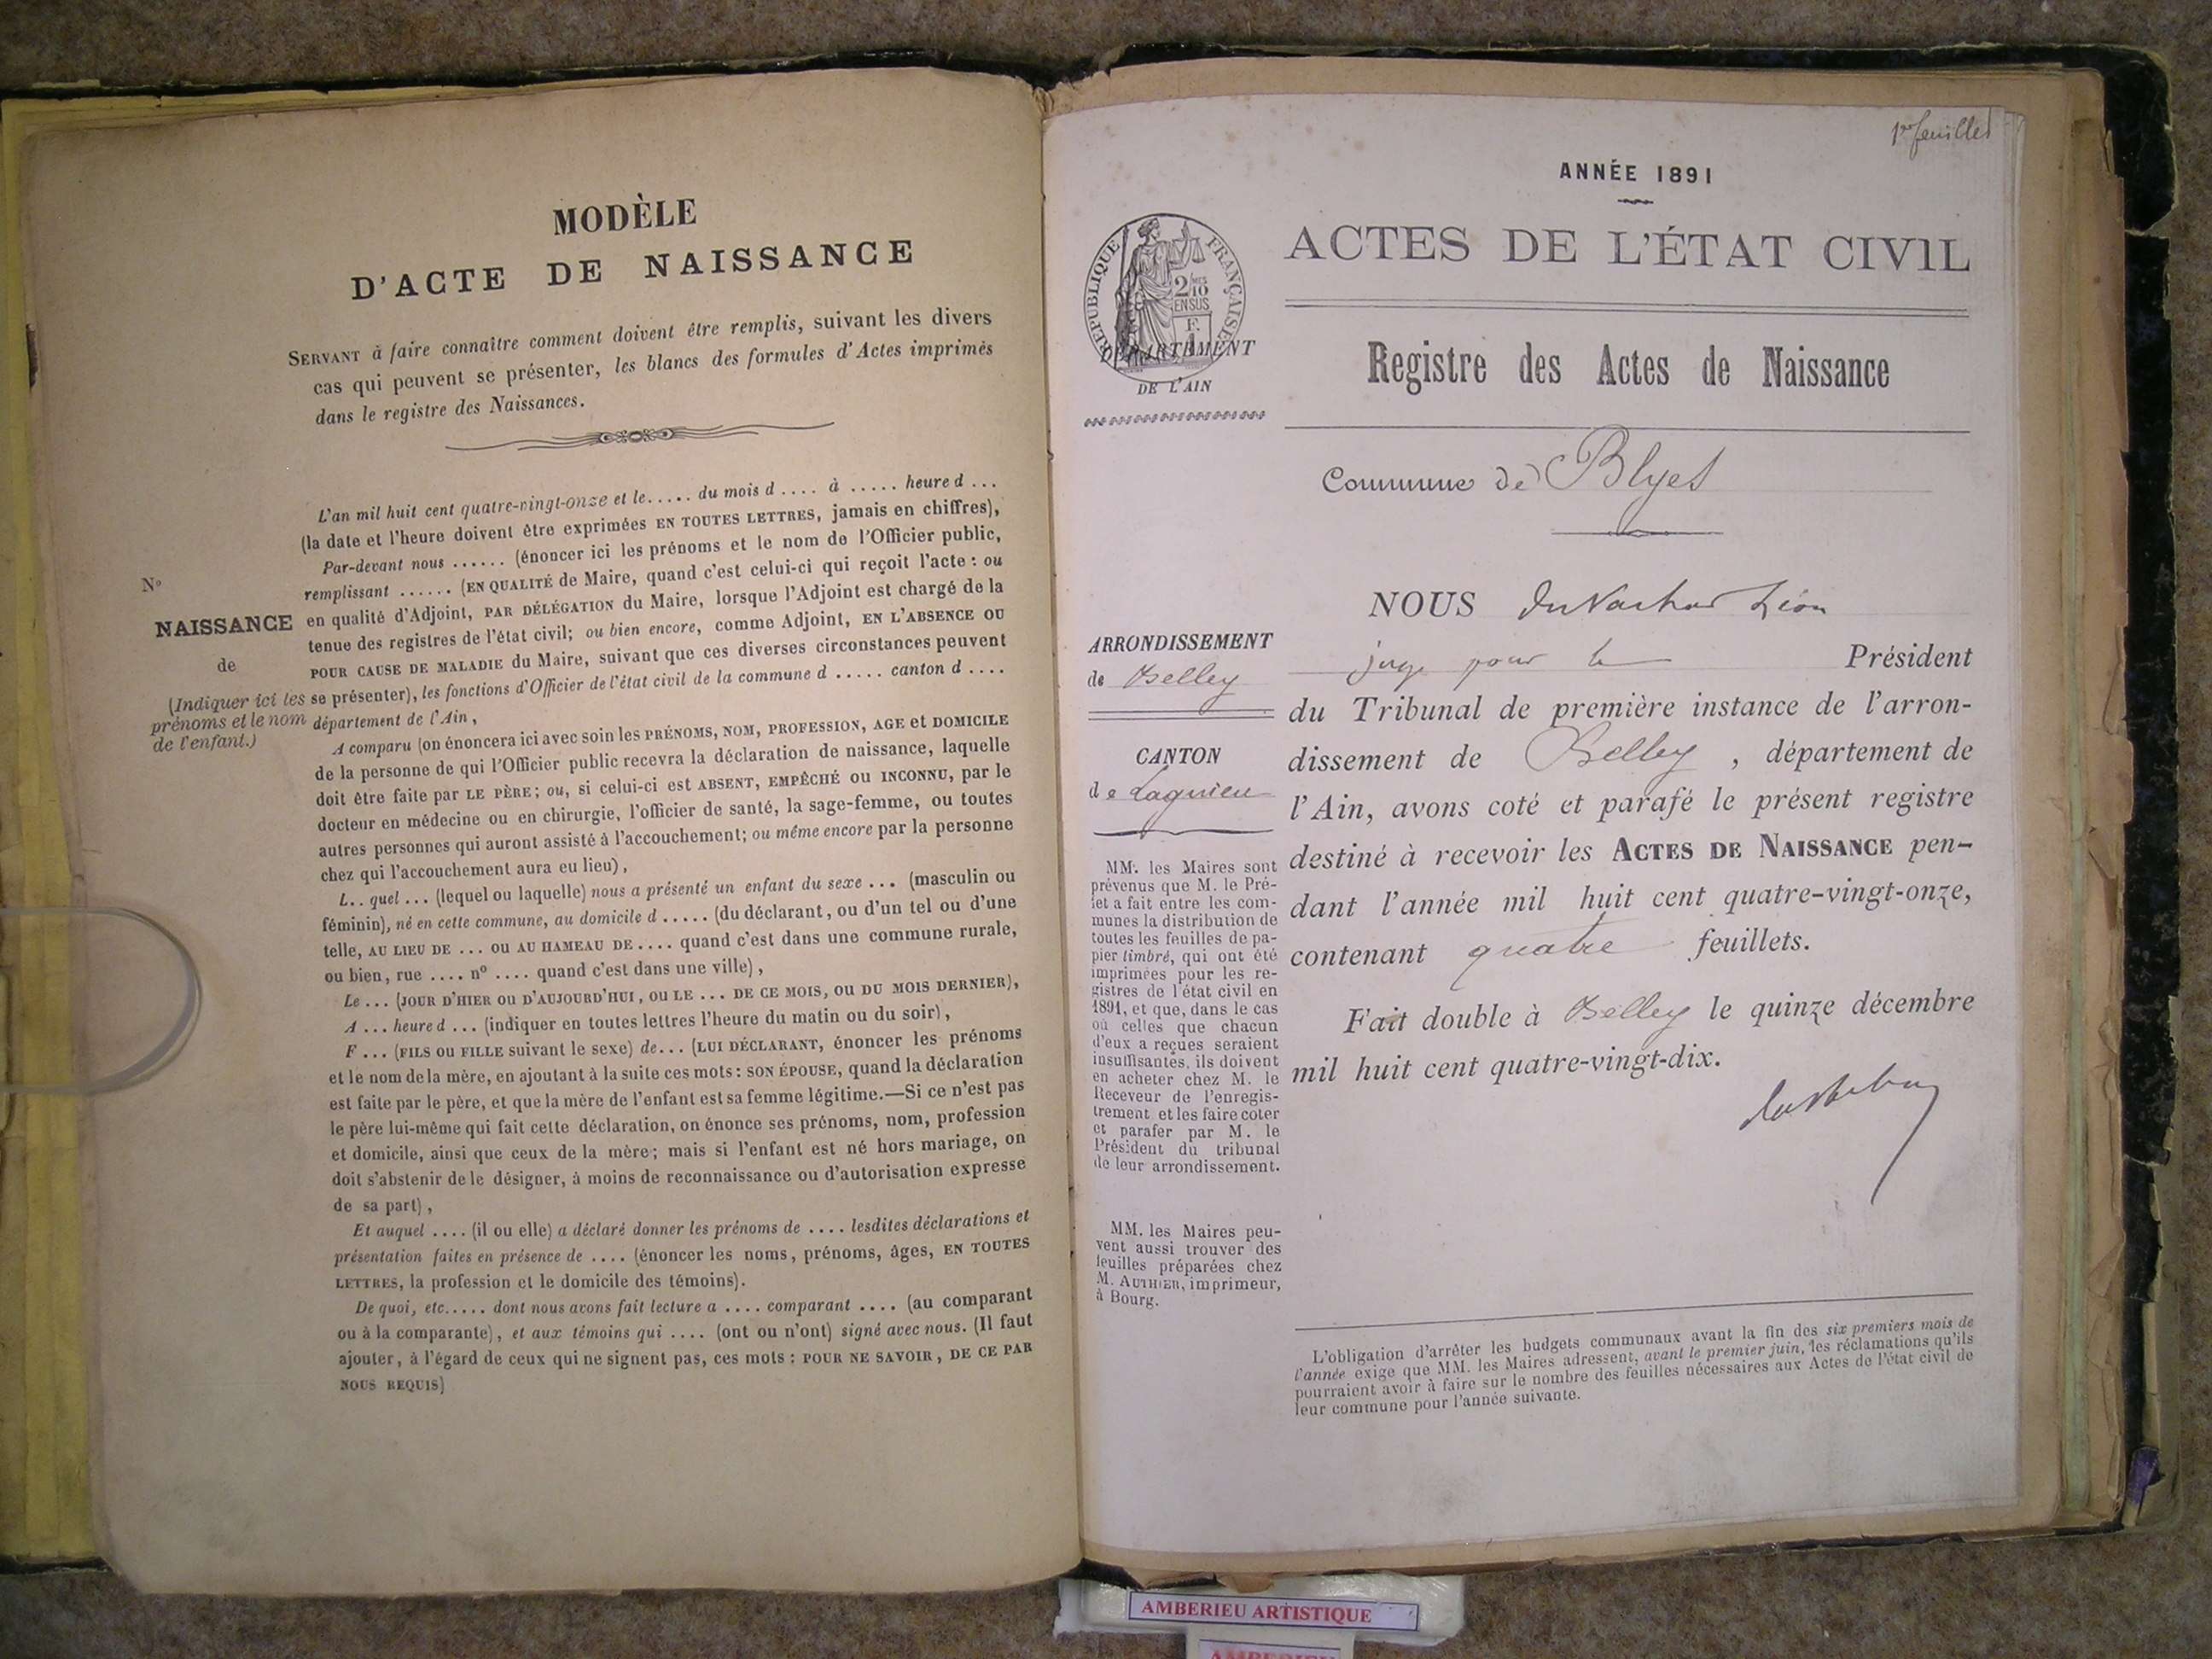 MODÈLE
D'ACTE DE NAISSANCE
SERVANT à faire connaître comment doivent être remplis, suivant les divers
cas qui peuvent se présenter, les blancs des formules d'Actes imprimés
dans le registre des Naissances.
L'an mil huit cent quatre-vingt-onze et le..... du mois d .... à ..... heure d ...
(la date et l'heure doivent être exprimées EN TOUTES LETTRES, jamais en chiffres),
Par-devant nous ...... (énoncer ici les prénoms et le nom de l'Officier public,
remplissant ...... (EN QUALITÉ de Maire, quand c'est celui-ci qui reçoit l'acte : ou
en qualité d'Adjoint, PAR DÉLÉGATION du Maire, lorsque l'Adjoint est chargé de la
tenue des registres de l'état civil; ou bien encore, comme Adjoint, EN L'ABSENCE OU
POUR CAUSE DE MALADIE du Maire, suivant que ces diverses circonstances peuvent
se présenter), les fonctions d'Officier de l'état civil de la commune d ..... canton d ....
département de l'Ain,
No
NAISSANCE
de
(Indiquer ici les
prénoms et le nom
de l'enfant.)
A comparu (on énoncera ici avec soin les PRÉNOMS, NOM, PROFESSION, AGE et DOMICILE
de la personne de qui l'Officier public recevra la déclaration de naissance, laquelle
doit être faite par LE PÈRE; ou, si celui-ci est ABSENT, EMPÊCHÉ ou INCONNU, par le
docteur en médecine ou en chirurgie, l'officier de santé, la sage-femme, ou toutes
autres personnes qui auront assisté à l'accouchement; ou même encore par la personne
chez qui l'accouchement aura eu lieu),
L.. quel ... (lequel ou laquelle) nous a présenté un enfant du sexe ... (masculin ou
féminin), né en cette commune, au domicile d ..... (du déclarant, ou d'un tel ou d'une
telle, AU LIEU DE ... ou AU HAMEAU DE .... quand c'est dans une commune rurale,
ou bien, rue .... no .... quand c'est dans une ville),
Le ... (JOUR D'HIER OU D'AUJOURD'HUI, OU LE ... DE CE MOIS, OU DU MOIS DERNIER),
A ... heure d ... (indiquer en toutes lettres l'heure du matin ou du soir),
F ... (FILS ou FILLE suivant le sexe) de... (LUI DÉCLARANT, énoncer les prénoms
et le nom de la mère, en ajoutant à la suite ces mots : SON ÉPOUSE, quand la déclaration
est faite par le père, et que la mère de l'enfant est sa femme légitime.—Si ce n'est pas
le père lui-même qui fait cette déclaration, on énonce ses prénoms, nom, profession
et domicile, ainsi que ceux de la mère; mais si l'enfant est né hors mariage, on
doit s'abstenir de le désigner, à moins de reconnaissance ou d'autorisation expresse
de sa part),
Et auquel .... (il ou elle) a déclaré donner les prénoms de .... lesdites déclarations et
présentation faites en présence de .... (énoncer les noms, prénoms, âges, EN TOUTES
LETTRES, la profession et le domicile des témoins).
De quoi, etc..... dont nous avons fait lecture a .... comparant .... (au comparant
ou à la comparante), et aux témoins qui .... (ont ou n'ont) signé avec nous. (Il faut
ajouter, à l'égard de ceux qui ne signent pas, ces mots : POUR NE SAVOIR, DE CE PAR
NOUS REQUIS)
ANNÉE 1891
ACTES DE L'ÉTAT CIVIL
RÉPUBLIQUE FRANÇAISE
2/10
EN SUS
DÉPARTEMENT
DE L'AIN
Registre des Actes de Naissance
Commune de Blyes
NOUS Léon
juge pour le Président
du Tribunal de première instance de l'arron-
dissement de Belley, département de
l'Ain, avons coté et parafé le présent registre
destiné à recevoir les ACTES DE NAISSANCE pen-
dant l'année mil huit cent quatre-vingt-onze,
contenant quatre feuillets.
Fait double à Belley le quinze décembre
mil huit cent quatre-vingt-dix.
ARRONDISSEMENT
de Belley
CANTON
de Lagnieu
MM. les Maires sont
prévenus que M. le Pré-
fet a fait entre les com-
munes la distribution de
toutes les feuilles de pa-
pier timbré, qui ont été
imprimées pour les re-
gistres de l'état civil en
1891, et que, dans le cas
où celles que chacun
d'eux a reçues seraient
insuffisantes, ils doivent
en acheter chez M. le
Receveur de l'enregis-
trement et les faire coter
et parafer par M. le
Président du tribunal
de leur arrondissement.
MM. les Maires peu-
vent aussi trouver des
feuilles préparées chez
M. AUTHIER, imprimeur,
à Bourg.
L'obligation d'arrêter les budgets communaux avant la fin des six premiers mois de
l'année exige que MM. les Maires adressent, avant le premier juin, les réclamations qu'ils
pourraient avoir à faire sur le nombre des feuilles nécessaires aux Actes de l'état civil de
leur commune pour l'année suivante.
AMBERIEU ARTISTIQUE
AMBERIEU